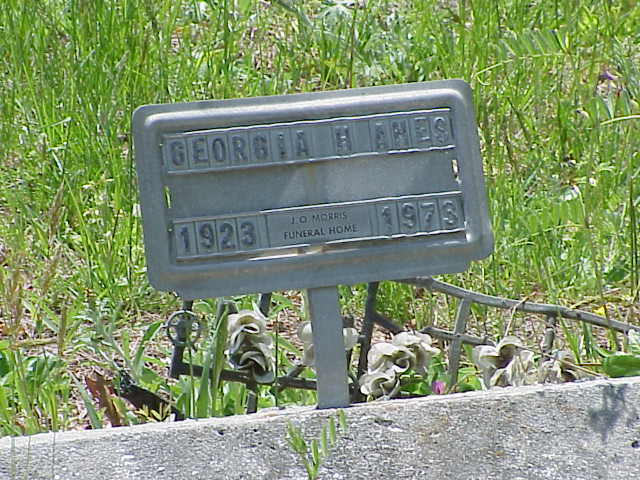 GEORGIA H AMES
1923 J.O. MORRIS 1973
FUNERAL HOME